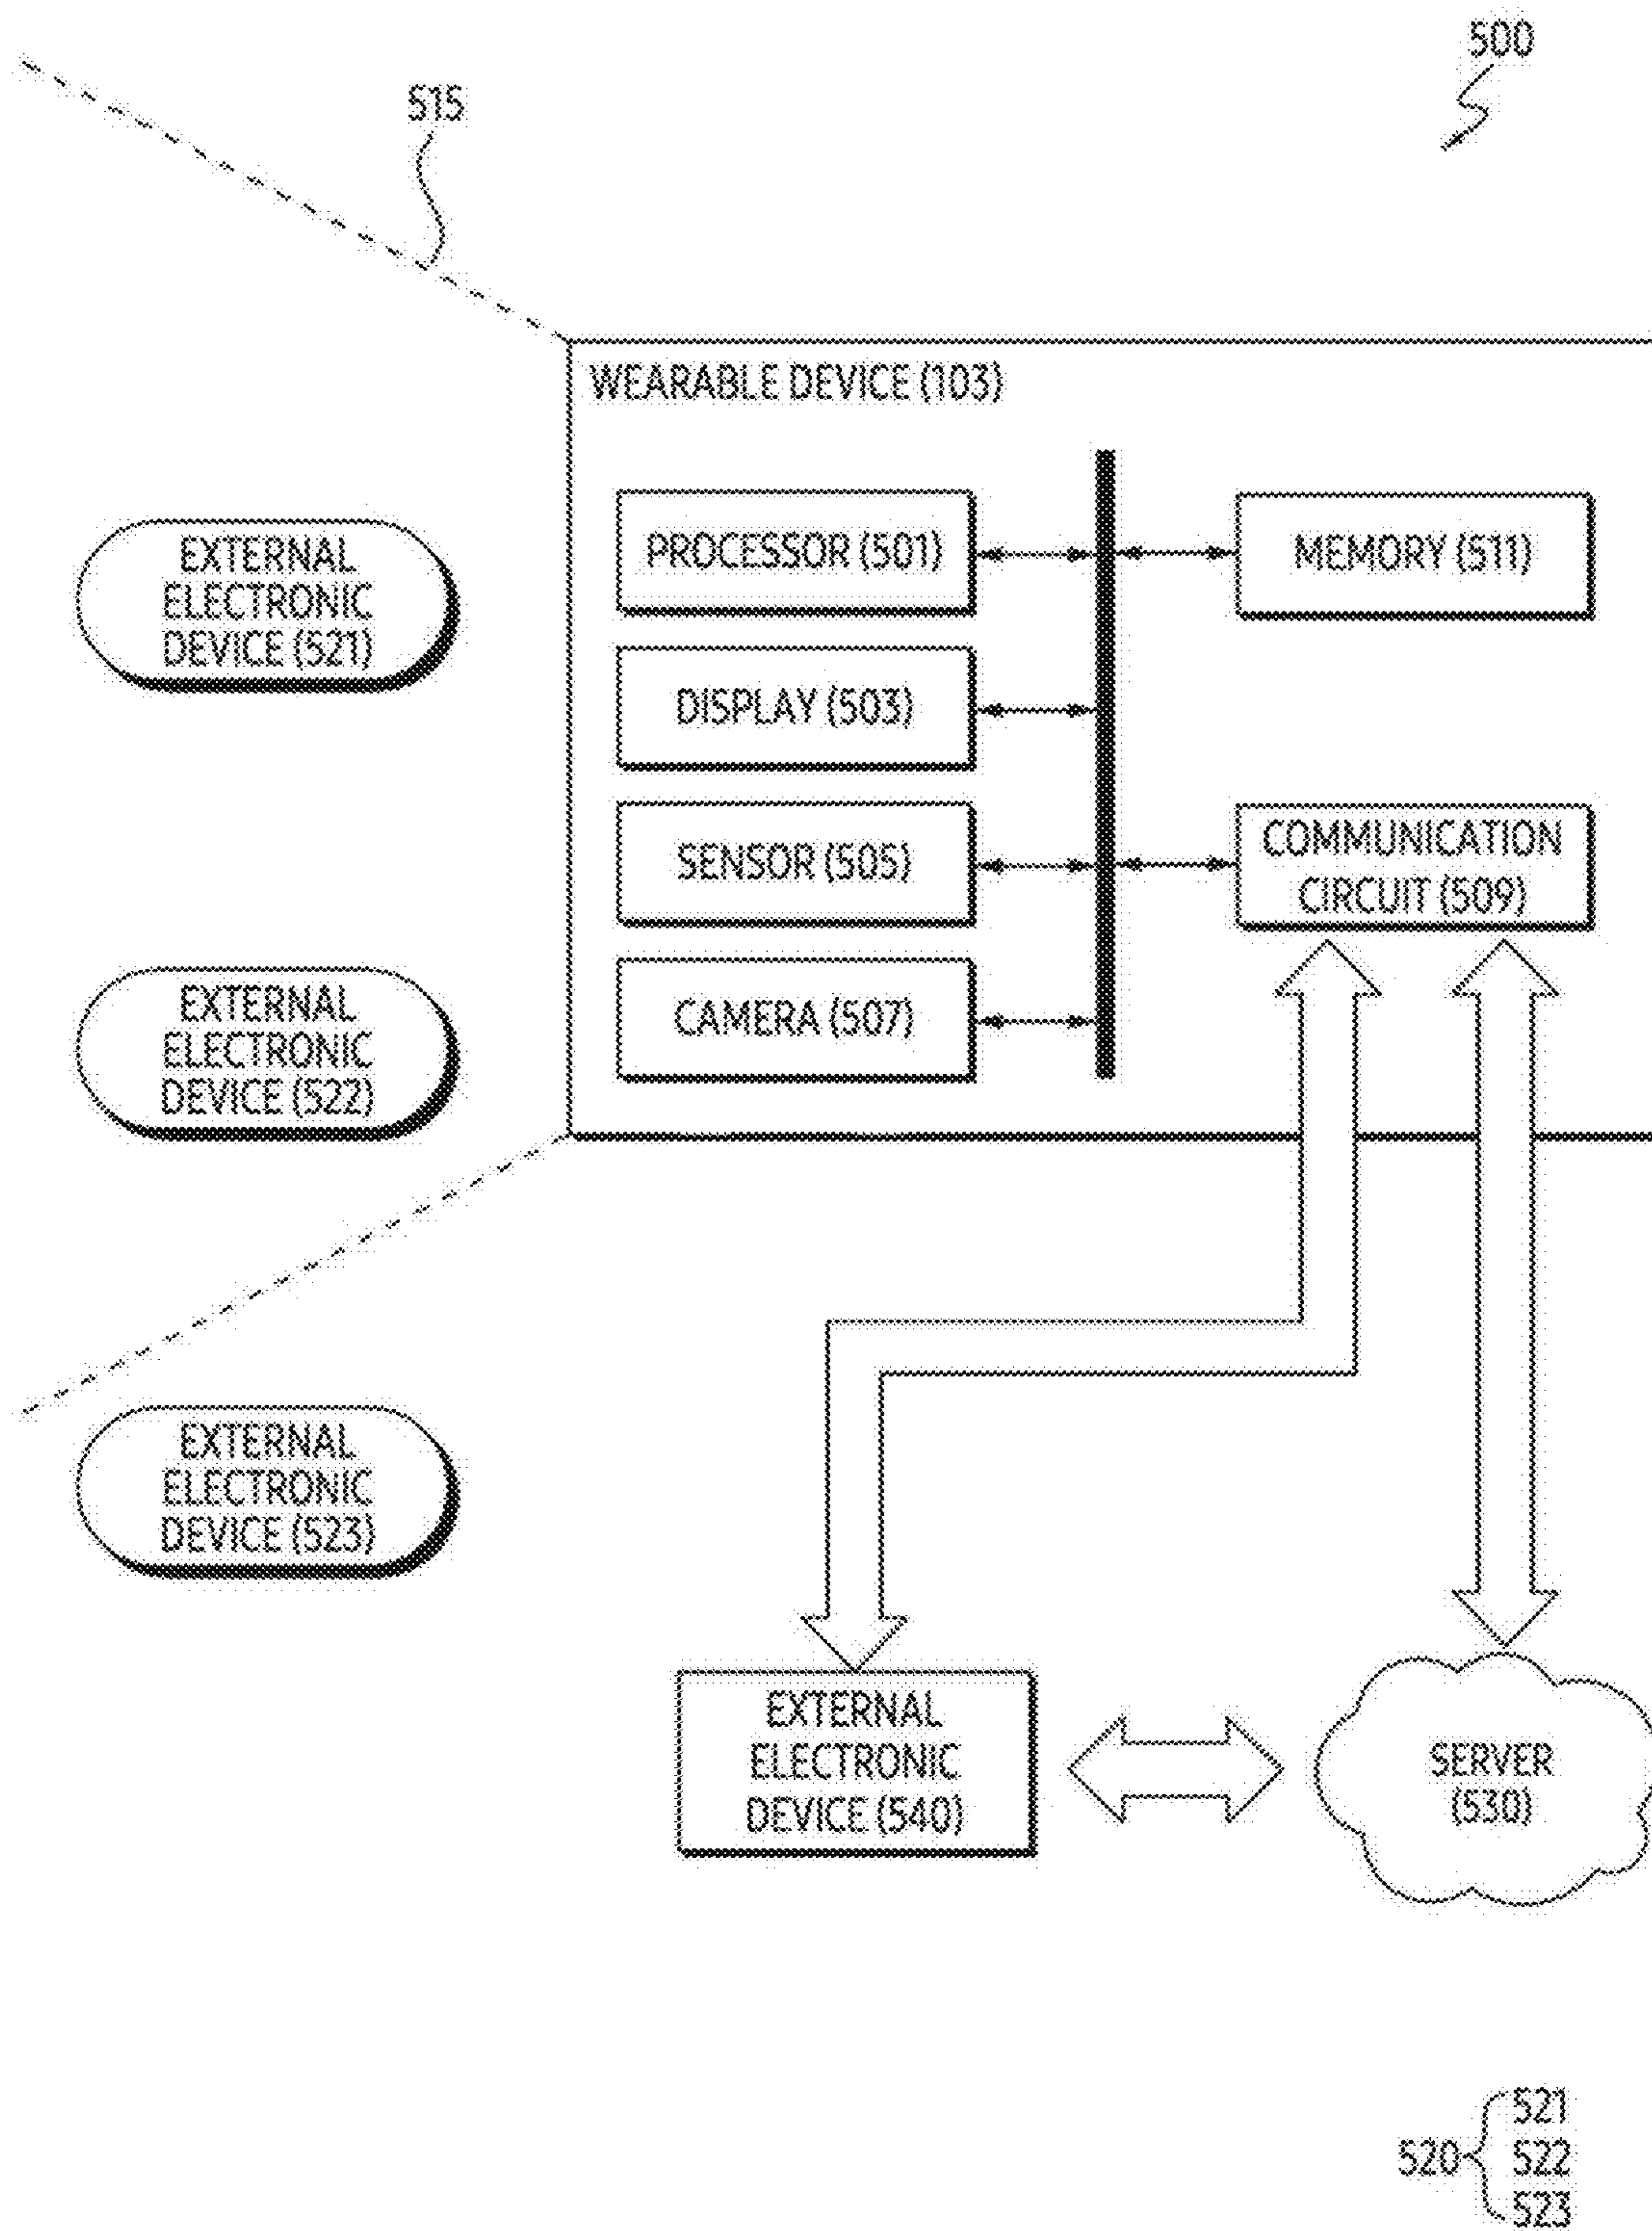 500
515
WEARABLE DEVICE (103)
PROCESSOR (501)
MEMORY (511)
EXTERNAL
ELECTRONIC
DEVICE (521)
DISPLAY (503)
SENSOR (505)
COMMUNICATION
CIRCUIT (509)
CAMERA (507)
EXTERNAL
ELECTRONIC
DEVICE (522)
EXTERNAL
ELECTRONIC
DEVICE (523)
EXTERNAL
ELECTRONIC
DEVICE (540)
SERVER
(530)
521
520 522
523